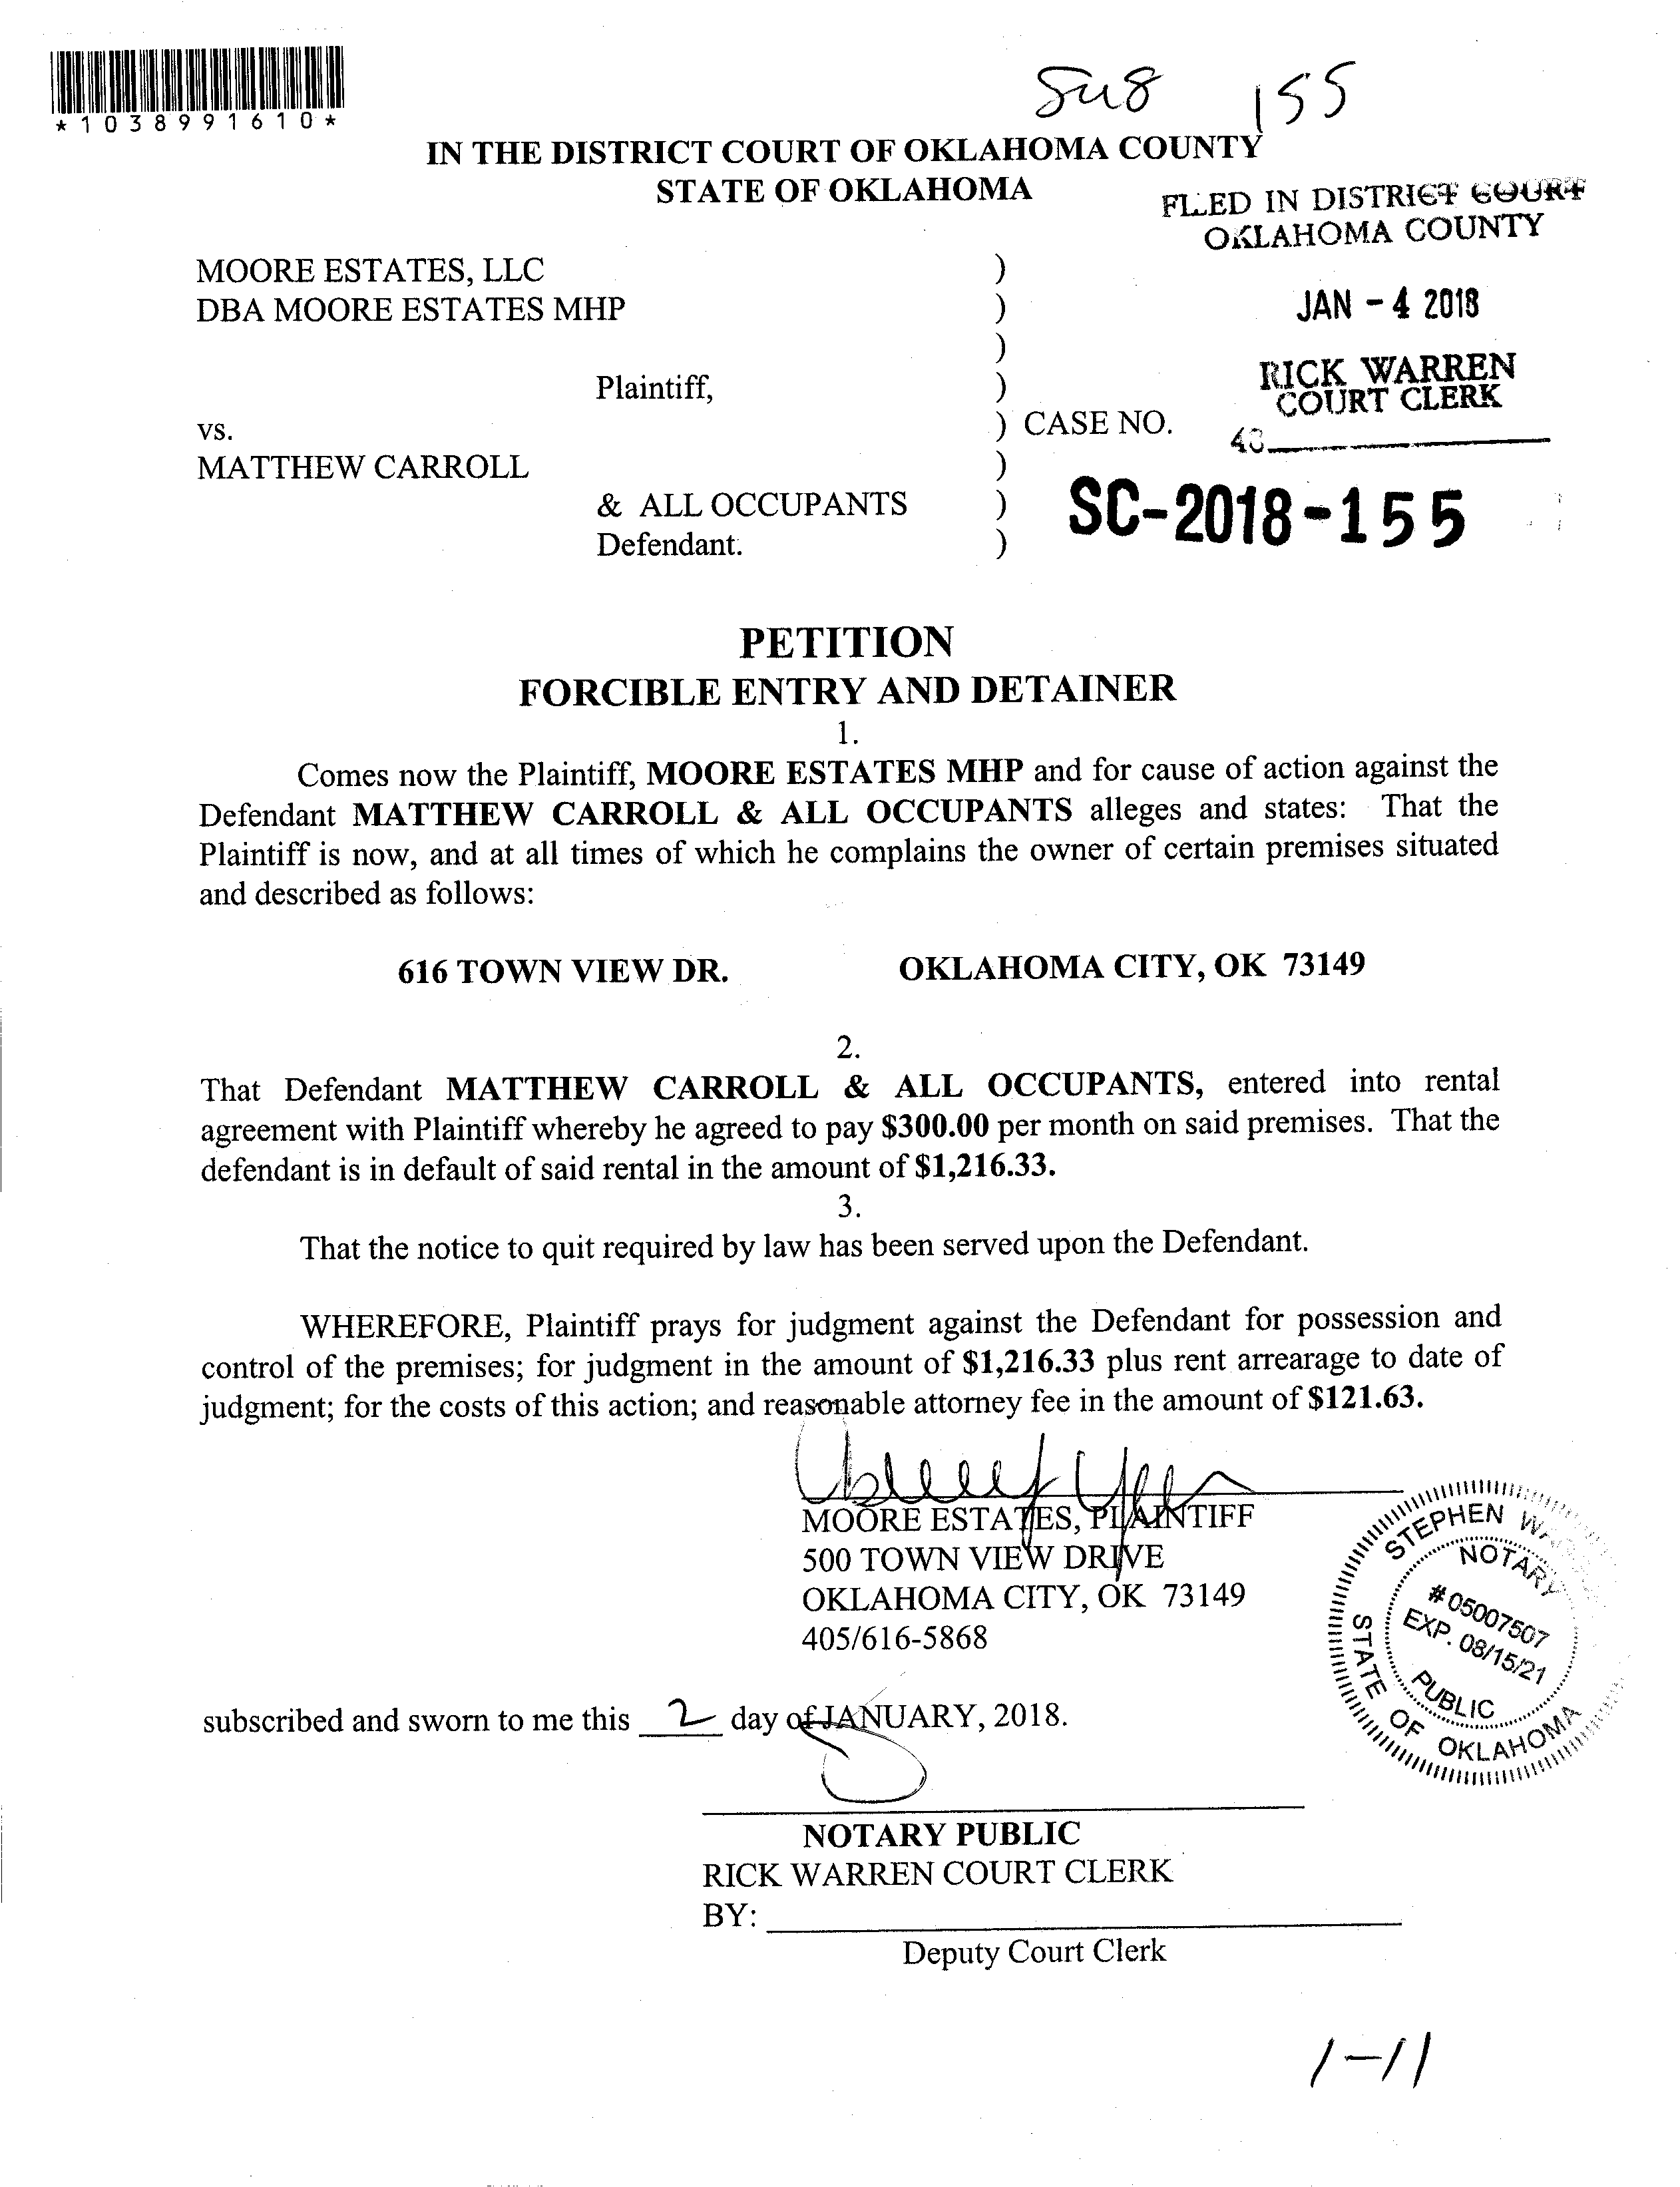 *1038991610*
155
IN THE DISTRICT COURT OF OKLAHOMA COUNTY
STATE OF OKLAHOMA
FILED IN DISTRICT COURT
OKLAHOMA COUNTY
MOORE ESTATES, LLC )
DBA MOORE ESTATES MHP )
JAN - 4 2018
)
Plaintiff, )
RICK WARREN
COURT CLERK
vs. ) CASE NO.
MATTHEW CARROLL )
& ALL OCCUPANTS )
SC-2018-155
Defendant. )
PETITION
FORCIBLE ENTRY AND DETAINER
1.
Comes now the Plaintiff, MOORE ESTATES MHP and for cause of action against the
Defendant MATTHEW CARROLL & ALL OCCUPANTS alleges and states: That the
Plaintiff is now, and at all times of which he complains the owner of certain premises situated
and described as follows:
616 TOWN VIEW DR. OKLAHOMA CITY, OK 73149
2.
That Defendant MATTHEW CARROLL & ALL OCCUPANTS, entered into rental
agreement with Plaintiff whereby he agreed to pay $300.00 per month on said premises. That the
defendant is in default of said rental in the amount of $1,216.33.
3.
That the notice to quit required by law has been served upon the Defendant.
WHEREFORE, Plaintiff prays for judgment against the Defendant for possession and
control of the premises; for judgment in the amount of $1,216.33 plus rent arrearage to date of
judgment; for the costs of this action; and reasonable attorney fee in the amount of $121.63.
MOORE ESTATES, PLAINTIFF
500 TOWN VIEW DRIVE
OKLAHOMA CITY, OK 73149
405/616-5868
STEPHEN
NOTARY
# 05007507
EXP. 08/15/21
PUBLIC
STATE OF OKLAHOMA
subscribed and sworn to me this 2 day of JANUARY, 2018.
NOTARY PUBLIC
RICK WARREN COURT CLERK
BY:
Deputy Court Clerk
1-11